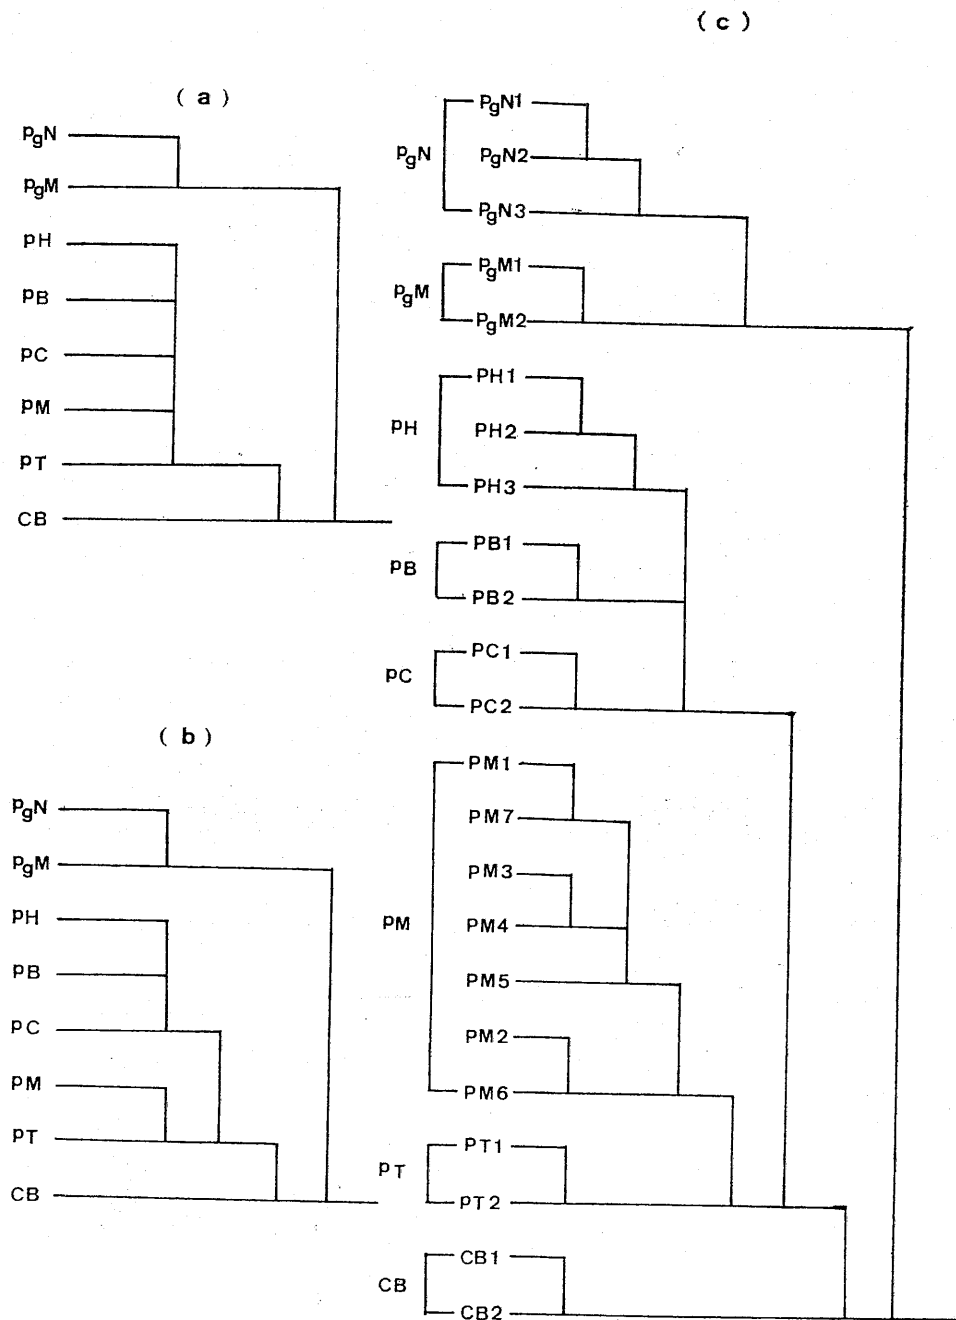 (a)
PgN
PgM
PH
PB
PC
PM
PT
CB
(b)
PgN
PgM
PH
PB
PC
PM
PT
CB
(c)
PgN
PgN1
PgN2
PgN3
PgM
PgM1
PgM2
PH
PH1
PH2
PH3
PB
PB1
PB2
PC
PC1
PC2
PM
PM1
PM7
PM3
PM4
PM5
PM2
PM6
PT
PT1
PT2
CB
CB1
CB2